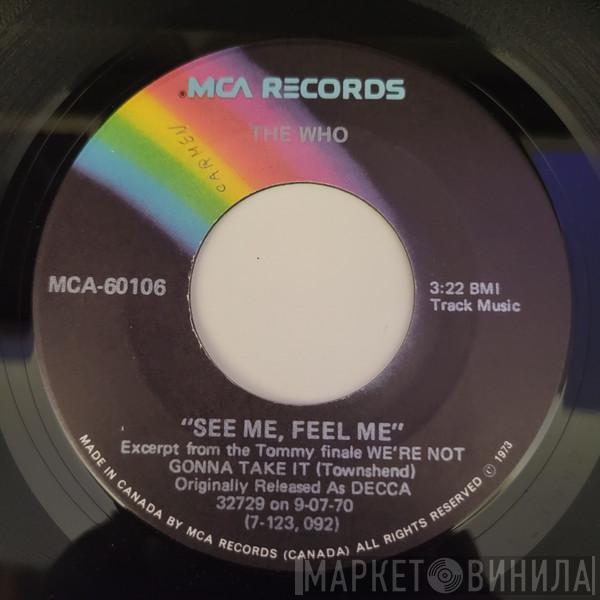 ®MCA RECORDS
THE WHO
CARMEN
MCA-60106
3:22 BMI
Track Music
"SEE ME, FEEL ME"
Excerpt from the Tommy finale WE'RE NOT
GONNA TAKE IT (Townshend)
Originally Released As DECCA
32729 on 9-07-70
(7-123, 092)
MADE IN CANADA BY MCA RECORDS (CANADA) ALL RIGHTS RESERVED © 1973
МАРКЕТ ВИНИЛА